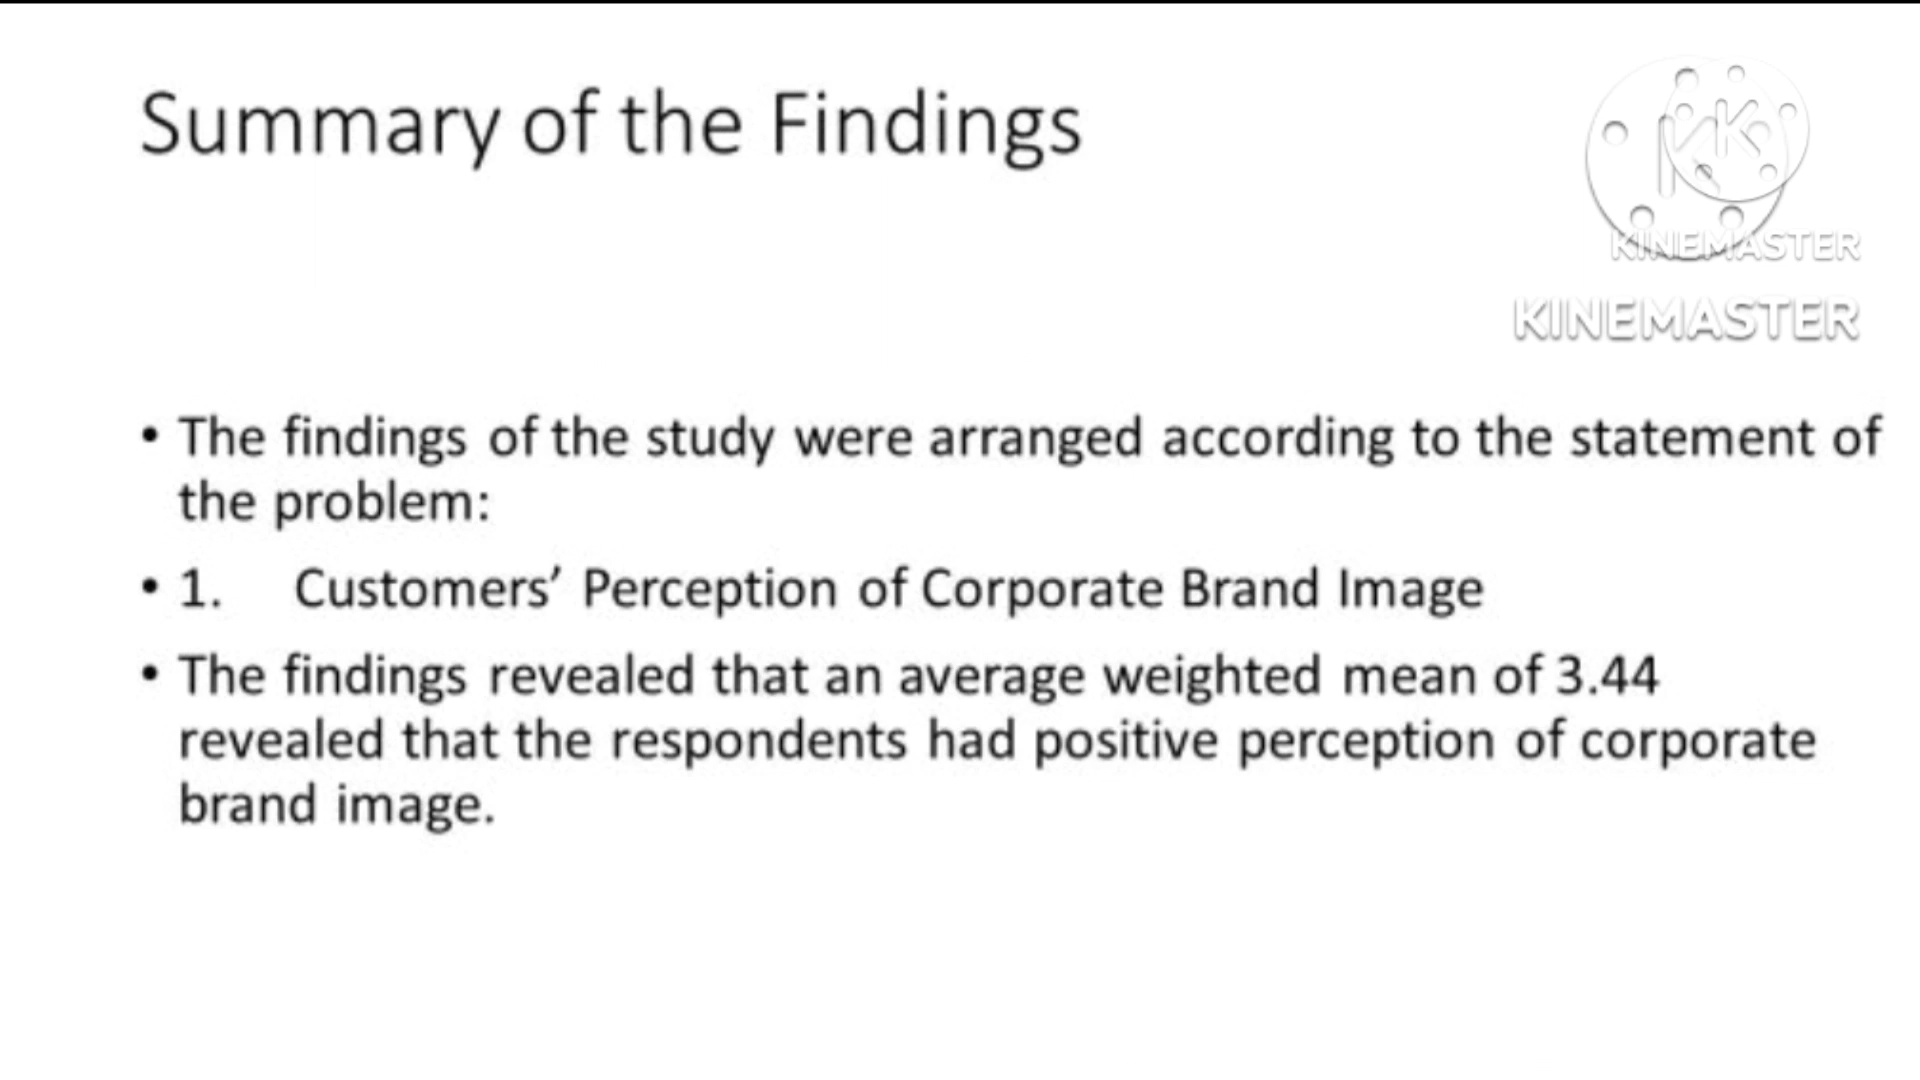 Summary of the Findings
KINEMASTER
KINEMASTER
• The findings of the study were arranged according to the statement of
the problem:
• 1. Customers’ Perception of Corporate Brand Image
• The findings revealed that an average weighted mean of 3.44
revealed that the respondents had positive perception of corporate
brand image.